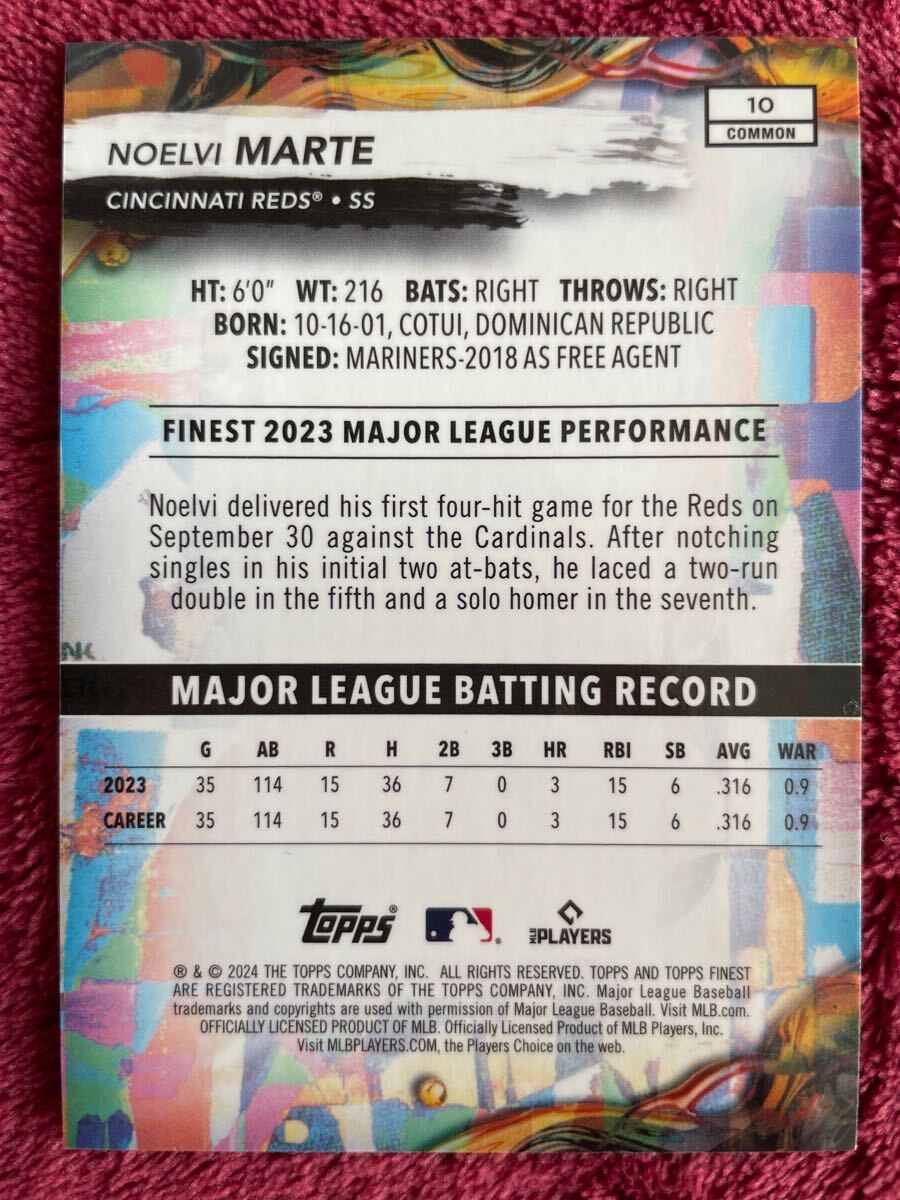 10
COMMON
NOELVI MARTE
CINCINNATI REDS® • SS
HT: 6'0" WT: 216 BATS: RIGHT THROWS: RIGHT
BORN: 10-16-01, COTUI, DOMINICAN REPUBLIC
SIGNED: MARINERS-2018 AS FREE AGENT
FINEST 2023 MAJOR LEAGUE PERFORMANCE
Noelvi delivered his first four-hit game for the Reds on
September 30 against the Cardinals. After notching
singles in his initial two at-bats, he laced a two-run
double in the fifth and a solo homer in the seventh.
NK
MAJOR LEAGUE BATTING RECORD
G AB R H 2B 3B HR RBI SB AVG WAR
2023 35 114 15 36 7 0 3 15 6 .316 0.9
CAREER 35 114 15 36 7 0 3 15 6 .316 0.9
Topps® ® MLB PLAYERS
® & © 2024 THE TOPPS COMPANY, INC. ALL RIGHTS RESERVED. TOPPS AND TOPPS FINEST
ARE REGISTERED TRADEMARKS OF THE TOPPS COMPANY, INC. Major League Baseball
trademarks and copyrights are used with permission of Major League Baseball. Visit MLB.com.
OFFICIALLY LICENSED PRODUCT OF MLB. Officially Licensed Product of MLB Players, Inc.
Visit MLBPLAYERS.COM, the Players Choice on the web.